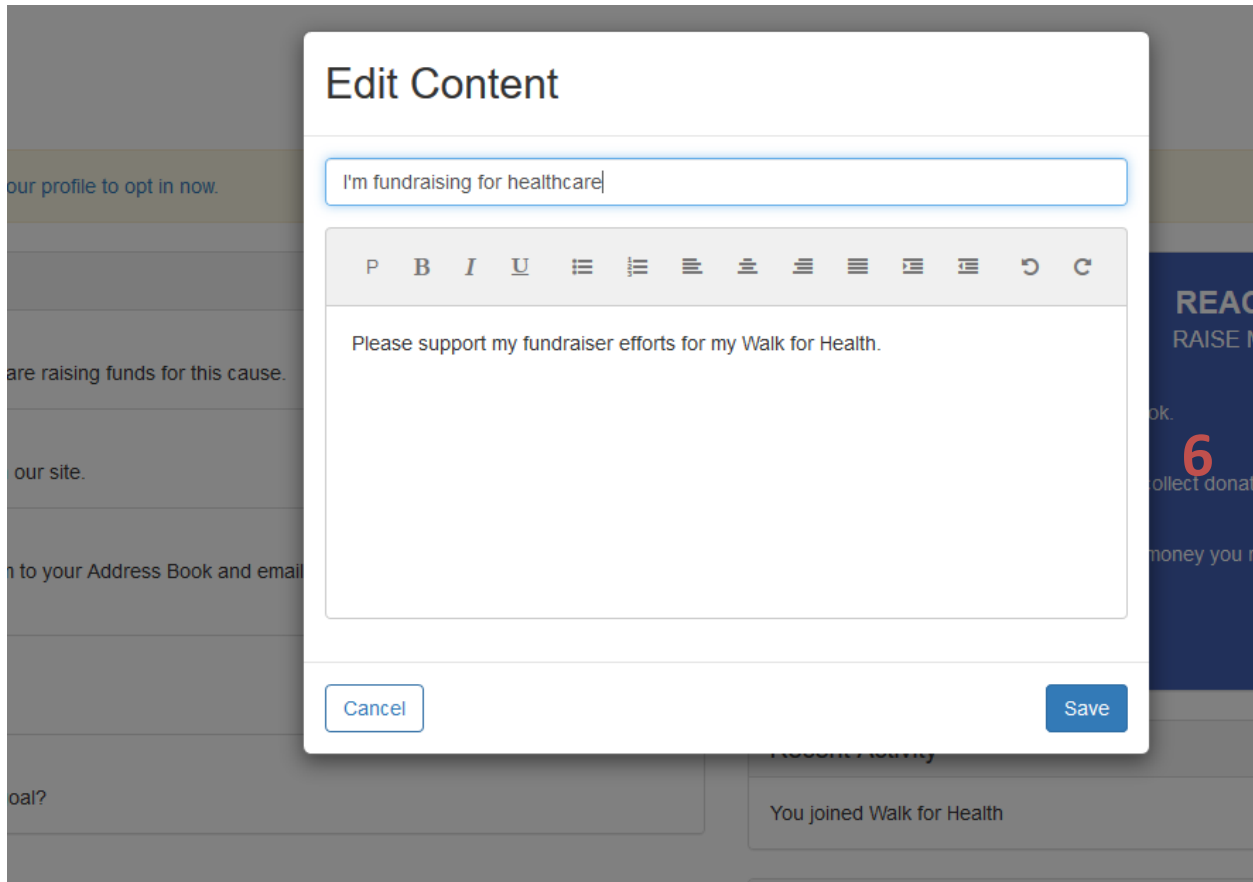 Edit Content
our profile to opt in now.
I'm fundraising for healthcare
P B I U
REAC
RAISE M
Please support my fundraiser efforts for my Walk for Health.
are raising funds for this cause.
ok.
6
our site.
ollect donat
money you r
to your Address Book and email
Cancel
Save
Recent Activity
oal?
You joined Walk for Health